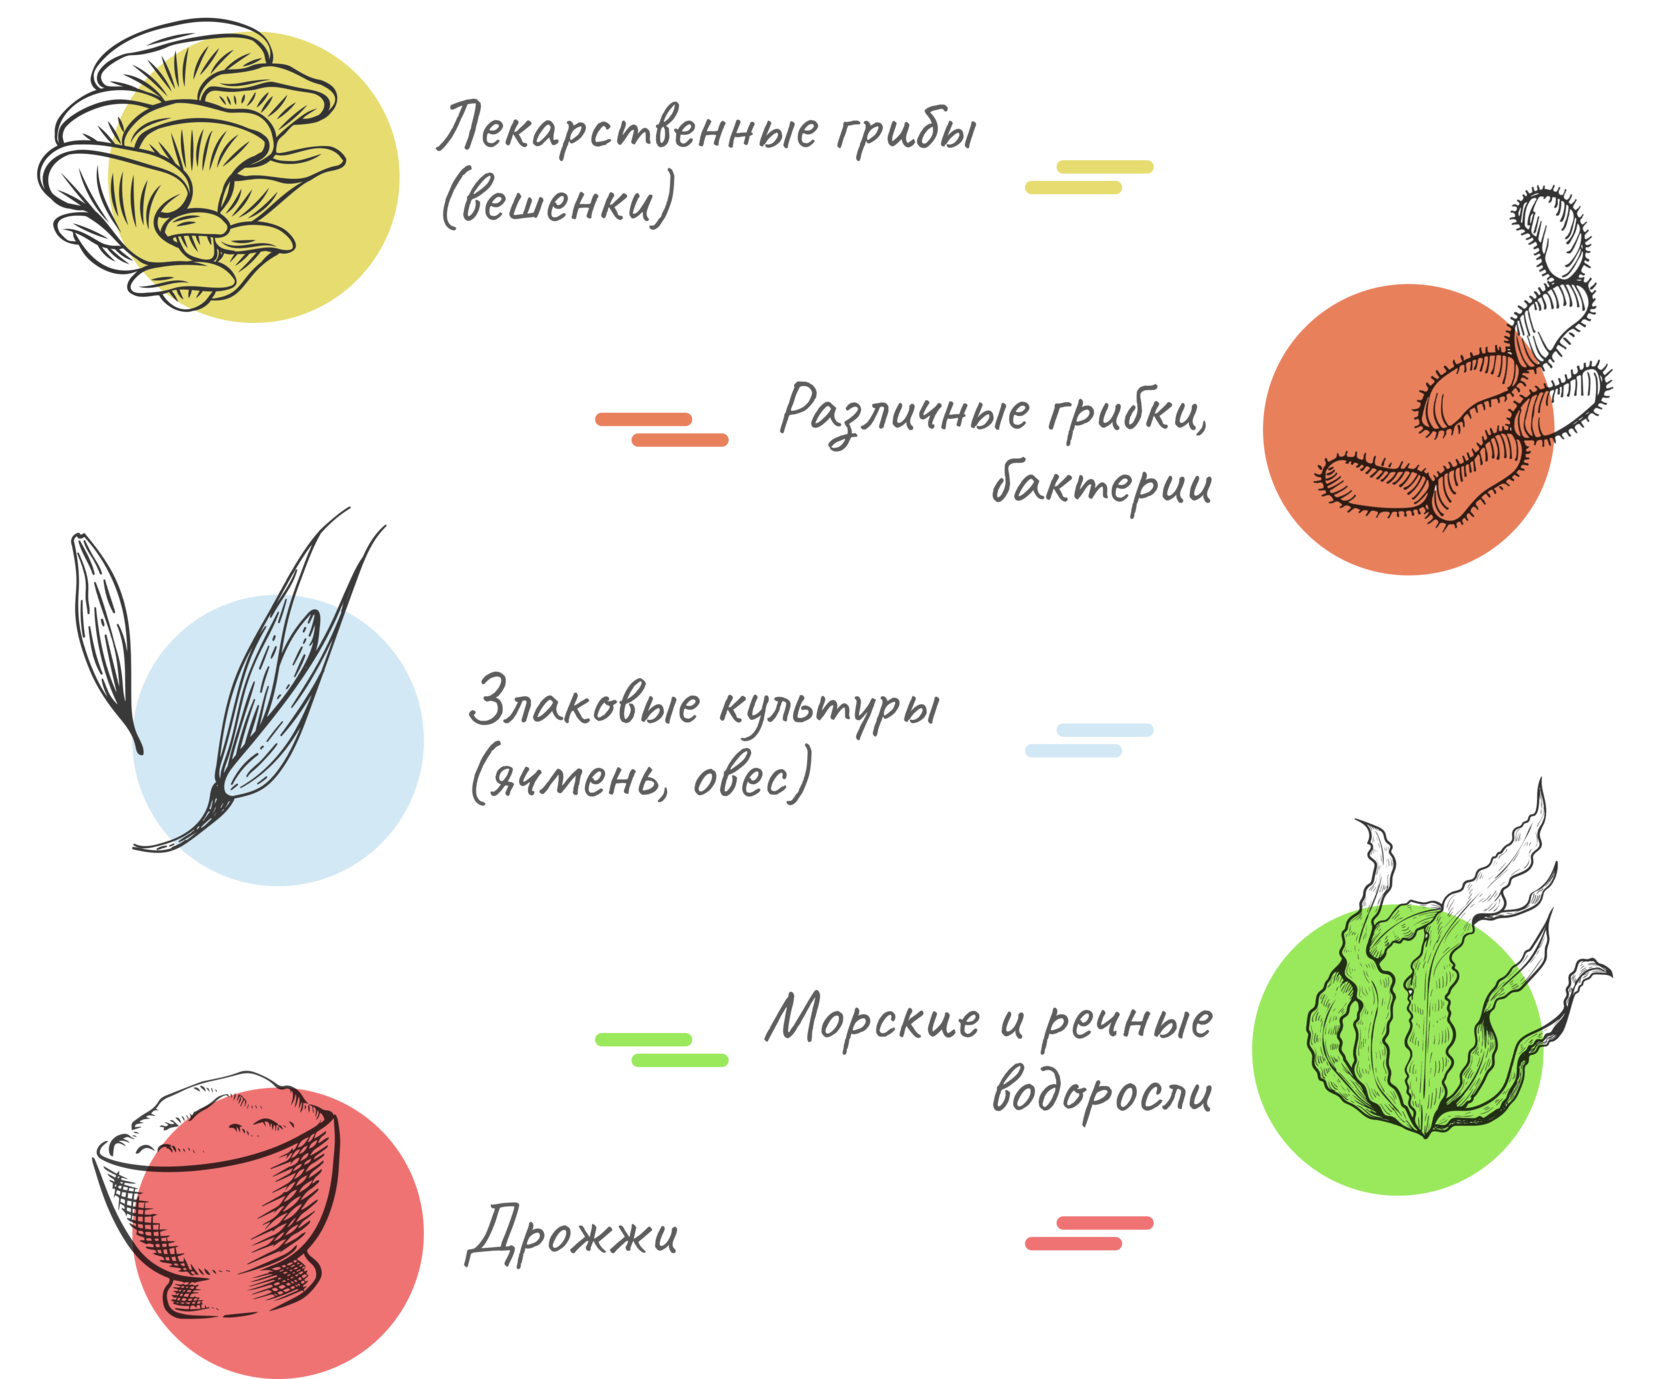 Лекарственные грибы
(вешенки)
Различные грибки,
бактерии
Злаковые культуры
(ячмень, овес)
Морские и речные
водоросли
Дрожжи